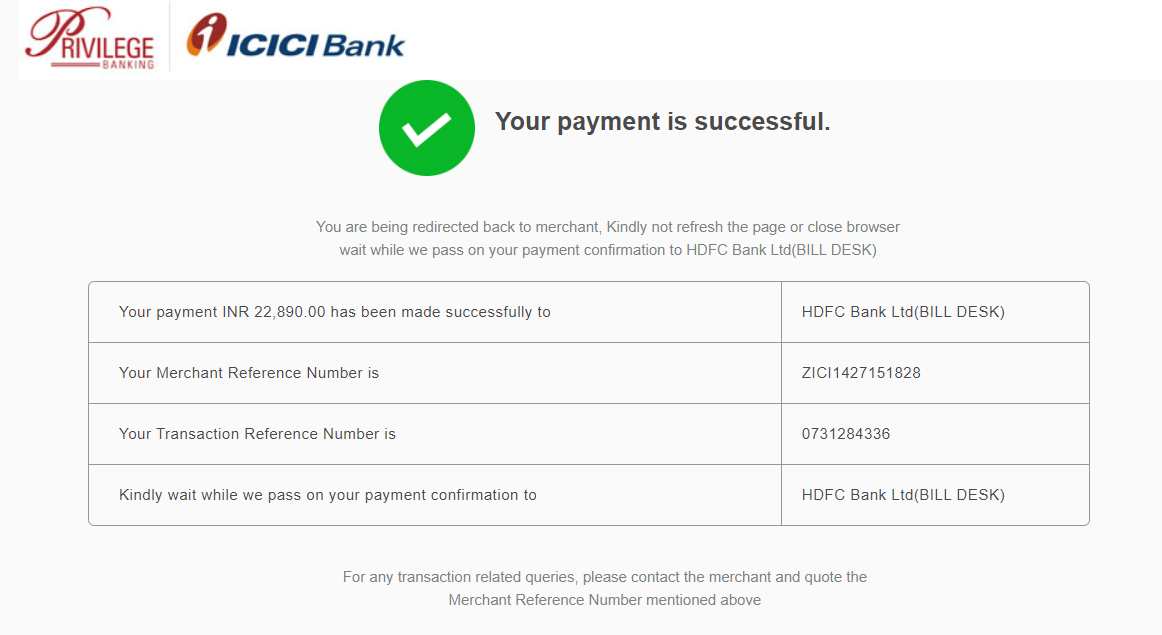 PRIVILEGE
BANKING
ICICI Bank
Your payment is successful.
You are being redirected back to merchant, Kindly not refresh the page or close browser
wait while we pass on your payment confirmation to HDFC Bank Ltd(BILL DESK)
Your payment INR 22,890.00 has been made successfully to HDFC Bank Ltd(BILL DESK)
Your Merchant Reference Number is ZICI1427151828
Your Transaction Reference Number is 0731284336
Kindly wait while we pass on your payment confirmation to HDFC Bank Ltd(BILL DESK)
For any transaction related queries, please contact the merchant and quote the
Merchant Reference Number mentioned above